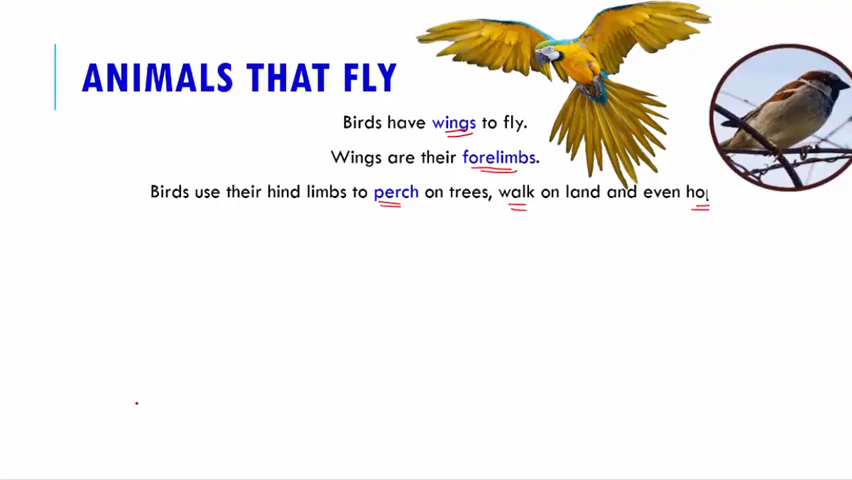 ANIMALS THAT FLY
Birds have wings to fly.
Wings are their forelimbs.
Birds use their hind limbs to perch on trees, walk on land and even